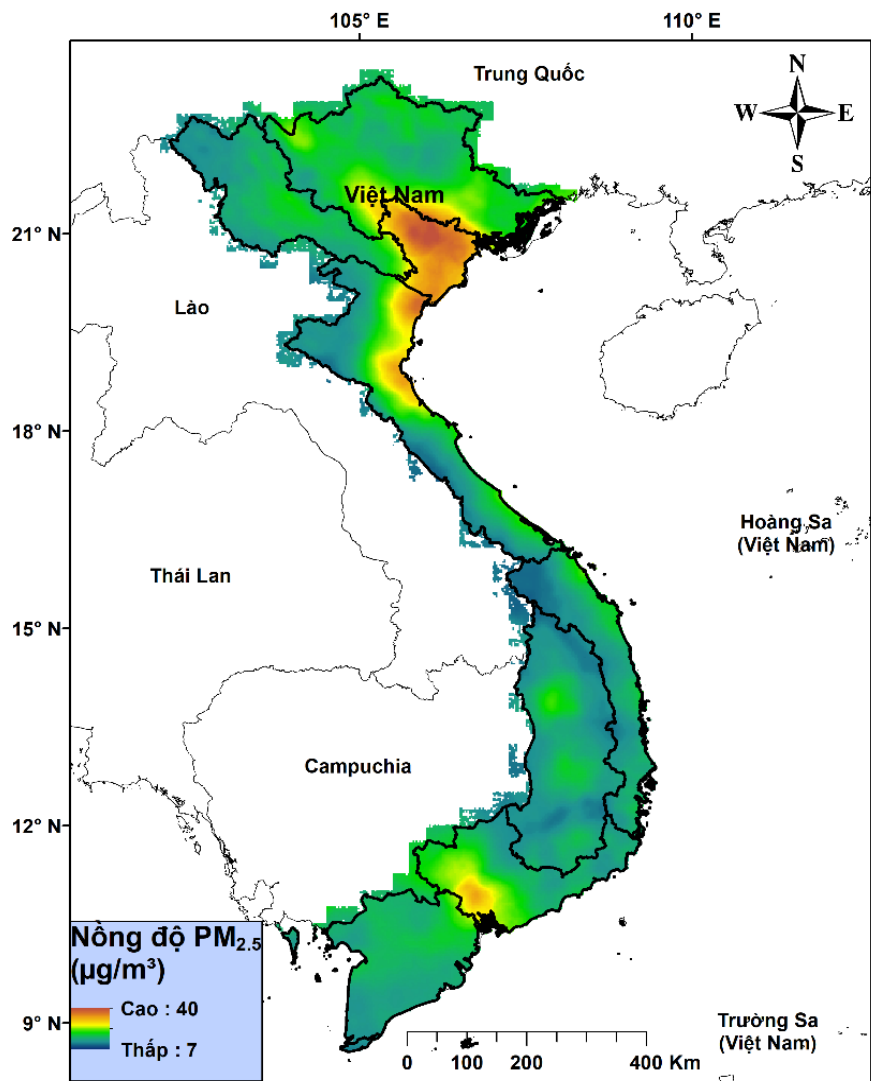 105° E
110° E
Trung Quốc
N
W
E
S
Việt Nam
21° N
Lào
18° N
Hoàng Sa
(Việt Nam)
Thái Lan
15° N
Campuchia
12° N
Nồng độ PM2.5
(µg/m³)
Cao : 40
Thấp : 7
9° N
Trường Sa
(Việt Nam)
0 100 200 400 Km